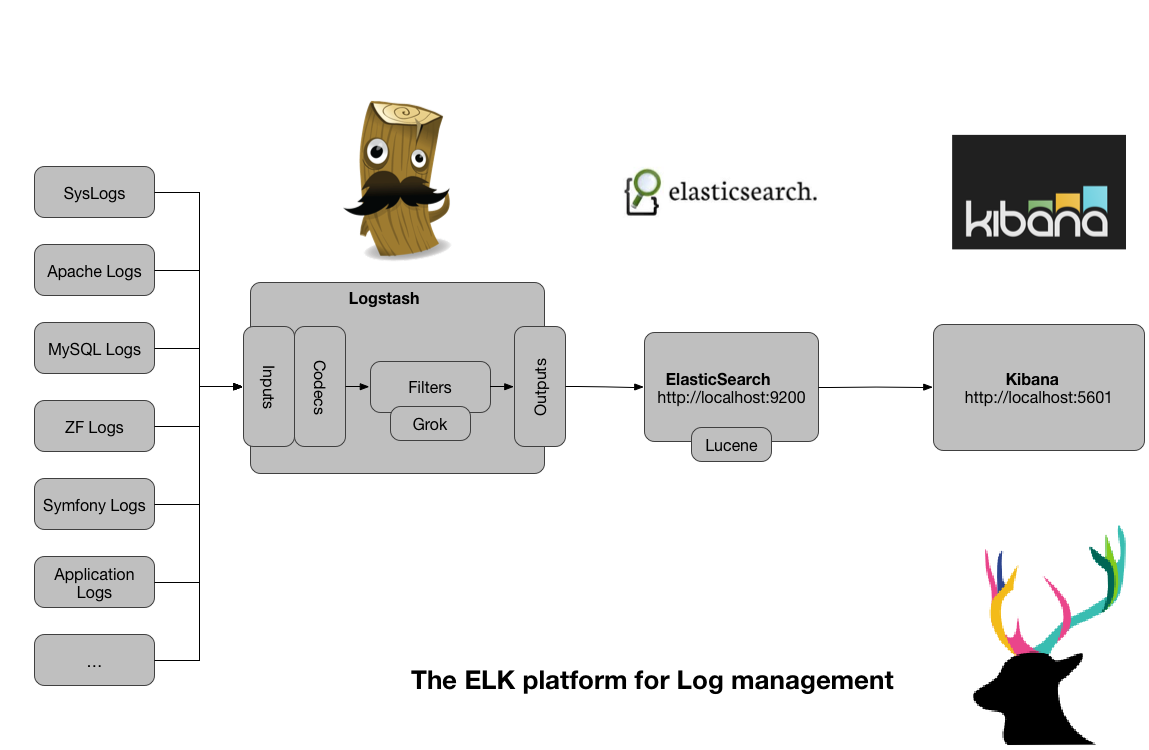 elasticsearch.
kibana
SysLogs
Apache Logs
MySQL Logs
ZF Logs
Symfony Logs
Application
Logs
...
Logstash
Inputs
Codecs
Filters
Grok
Outputs
ElasticSearch
http://localhost:9200
Lucene
Kibana
http://localhost:5601
The ELK platform for Log management